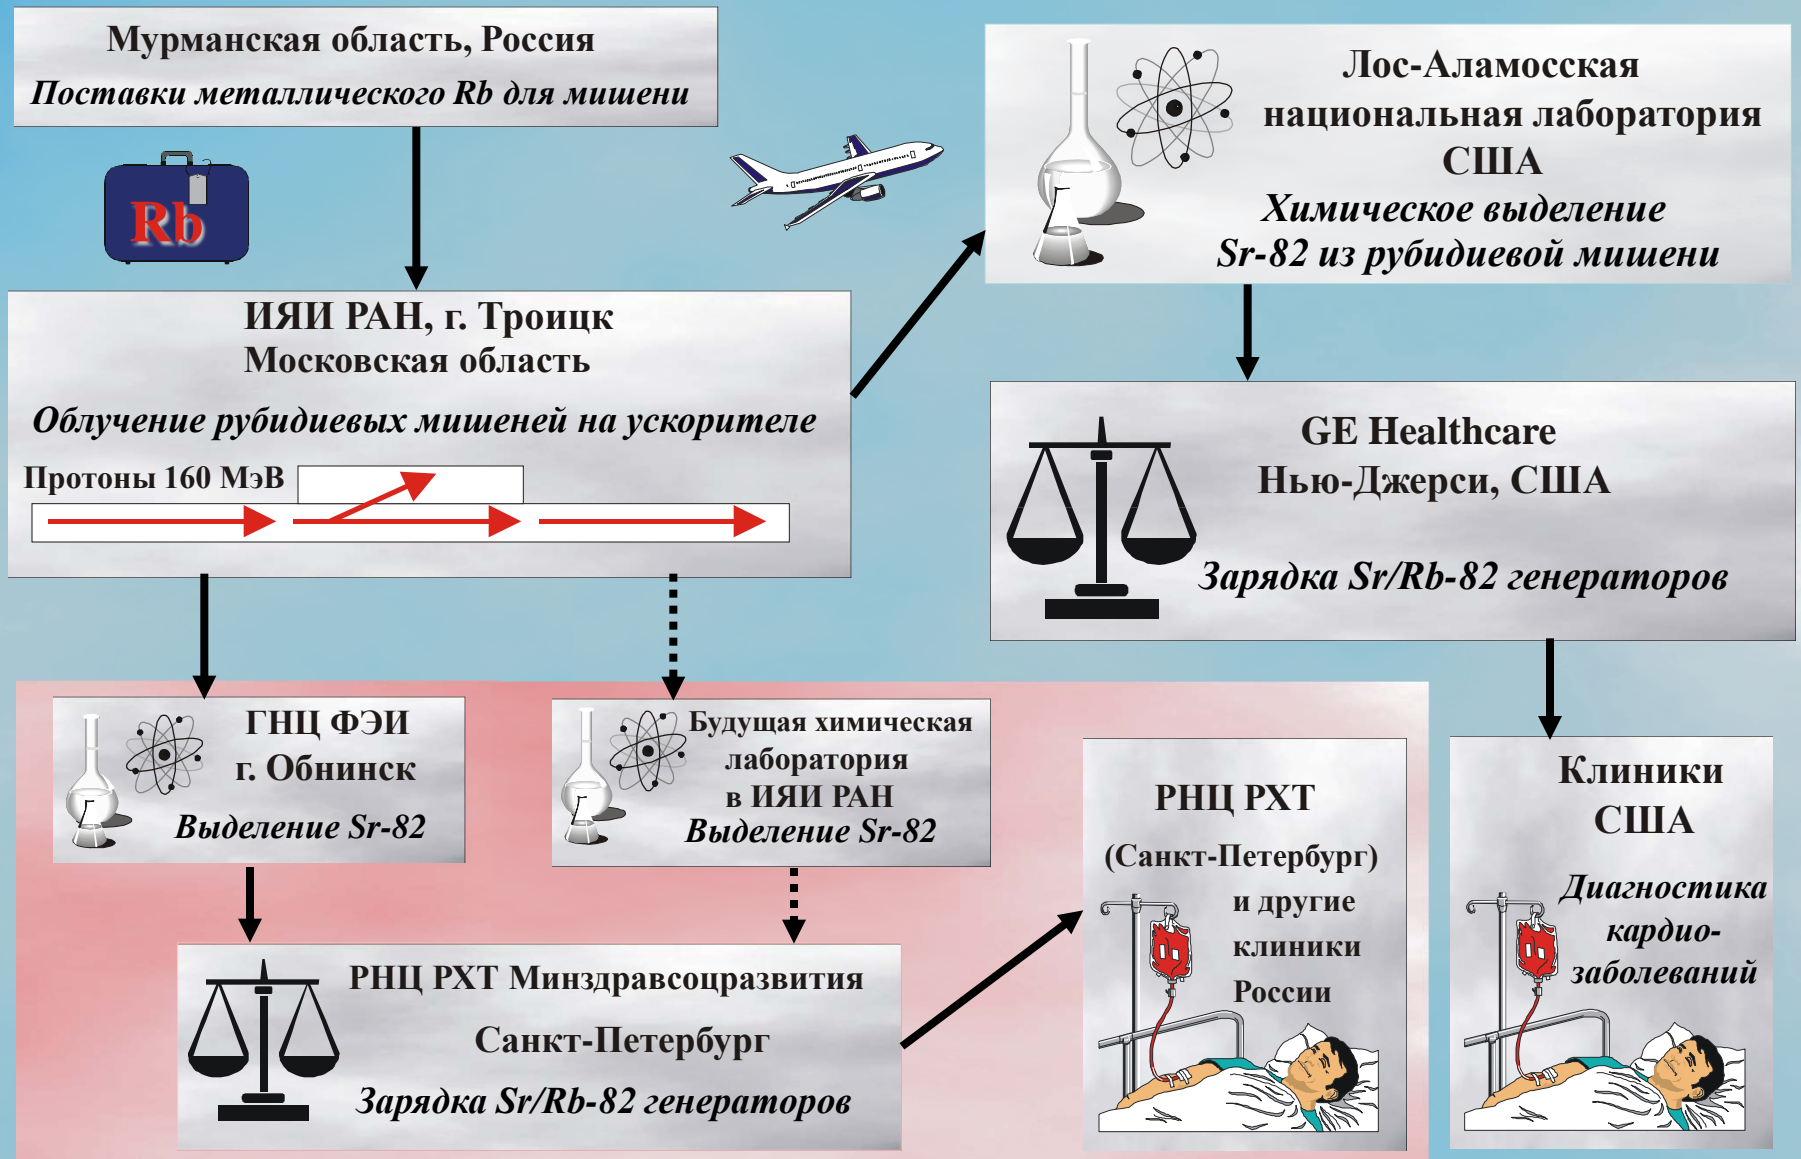 Мурманская область, Россия
Поставки металлического Rb для мишени
Rb
ИЯИ РАН, г. Троицк
Московская область
Облучение рубидиевых мишеней на ускорителе
Протоны 160 МэВ
Лос-Аламосская
национальная лаборатория
США
Химическое выделение
Sr-82 из рубидиевой мишени
GE Healthcare
Нью-Джерси, США
Зарядка Sr/Rb-82 генераторов
ГНЦ ФЭИ
г. Обнинск
Выделение Sr-82
Будущая химическая
лаборатория
в ИЯИ РАН
Выделение Sr-82
РНЦ РХТ Минздравсоцразвития
Санкт-Петербург
Зарядка Sr/Rb-82 генераторов
РНЦ РХТ
(Санкт-Петербург)
и другие
клиники
России
Клиники
США
Диагностика
кардио-
заболеваний